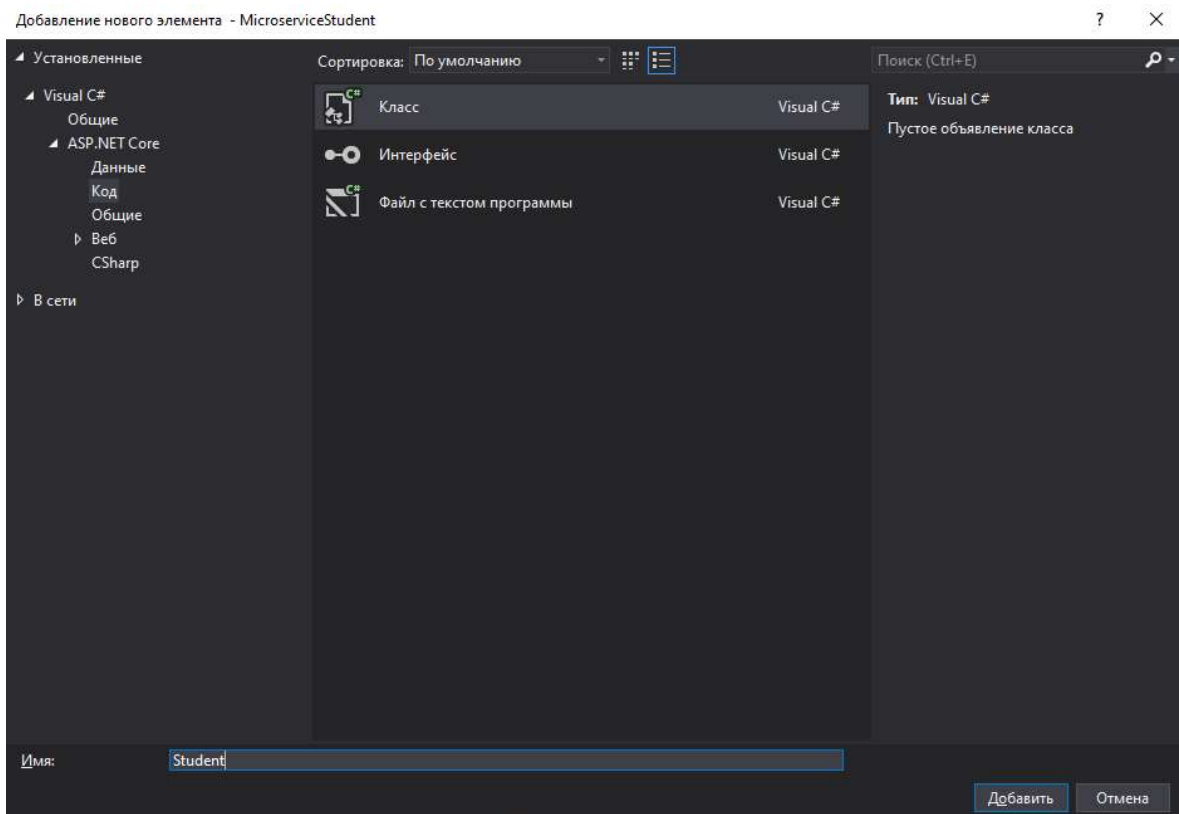 Добавление нового элемента - MicroserviceStudent
? ×
Установленные
Visual C#
Общие
ASP.NET Core
Данные
Код
Общие
Веб
CSharp
В сети
Сортировка: По умолчанию
C# Класс Visual C#
Интерфейс Visual C#
C# Файл с текстом программы Visual C#
Поиск (Ctrl+E)
Тип: Visual C#
Пустое объявление класса
Имя: Student
Добавить Отмена